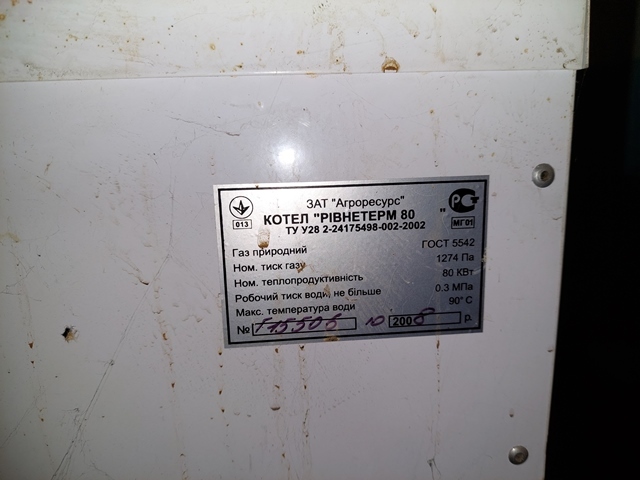 ЗАТ "Агроресурс"
КОТЕЛ "РІВНЕТЕРМ 80 "
ТУ У28 2-24175498-002-2002
013
РС
МГ01
Газ природний ГОСТ 5542
Ном. тиск газу 1274 Па
Ном. теплопродуктивність 80 КВт
Робочий тиск води, не більше 0.3 МПа
Макс. температура води 90° С
№ 10 2008 р.